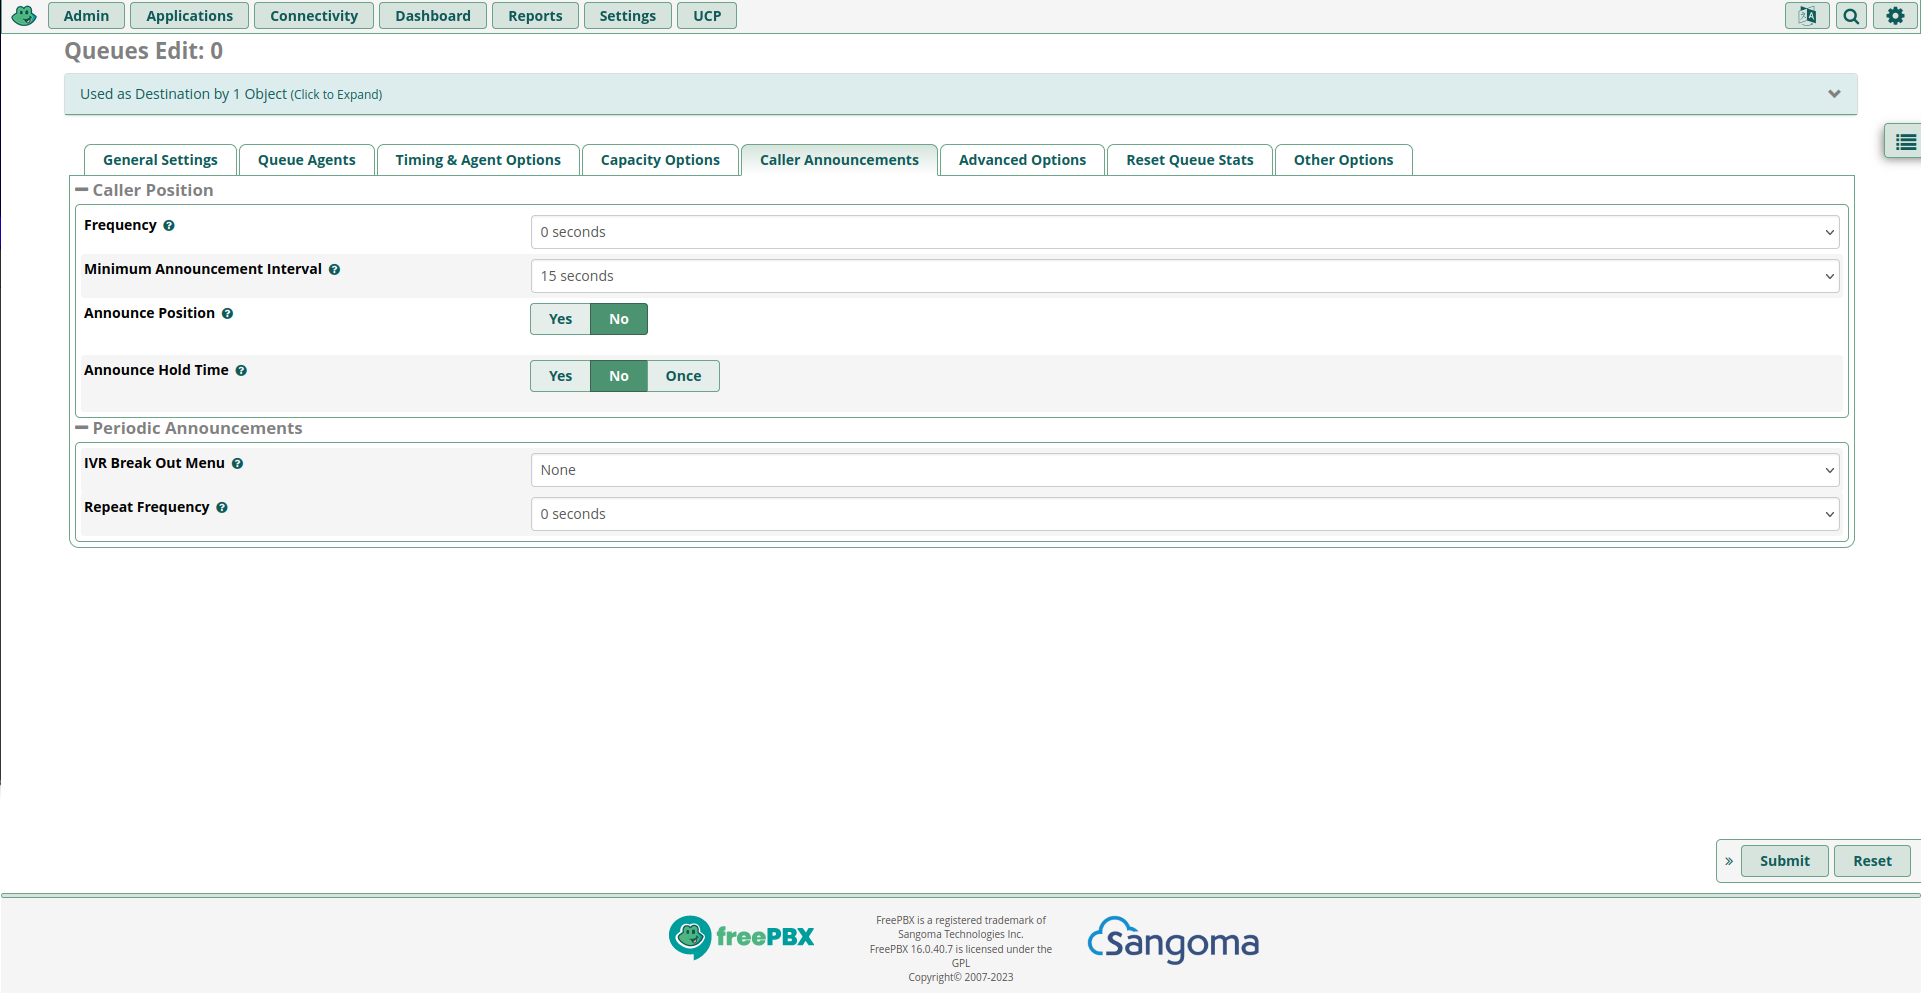 Admin Applications Connectivity Dashboard Reports Settings UCP
Queues Edit: 0
Used as Destination by 1 Object (Click to Expand)
General Settings Queue Agents Timing & Agent Options Capacity Options Caller Announcements Advanced Options Reset Queue Stats Other Options
Caller Position
Frequency 0 seconds
Minimum Announcement Interval 15 seconds
Announce Position Yes No
Announce Hold Time Yes No Once
Periodic Announcements
IVR Break Out Menu None
Repeat Frequency 0 seconds
» Submit Reset
freePBX
FreePBX is a registered trademark of
Sangoma Technologies Inc.
FreePBX 16.0.40.7 is licensed under the
GPL
Copyright© 2007-2023
Sangoma